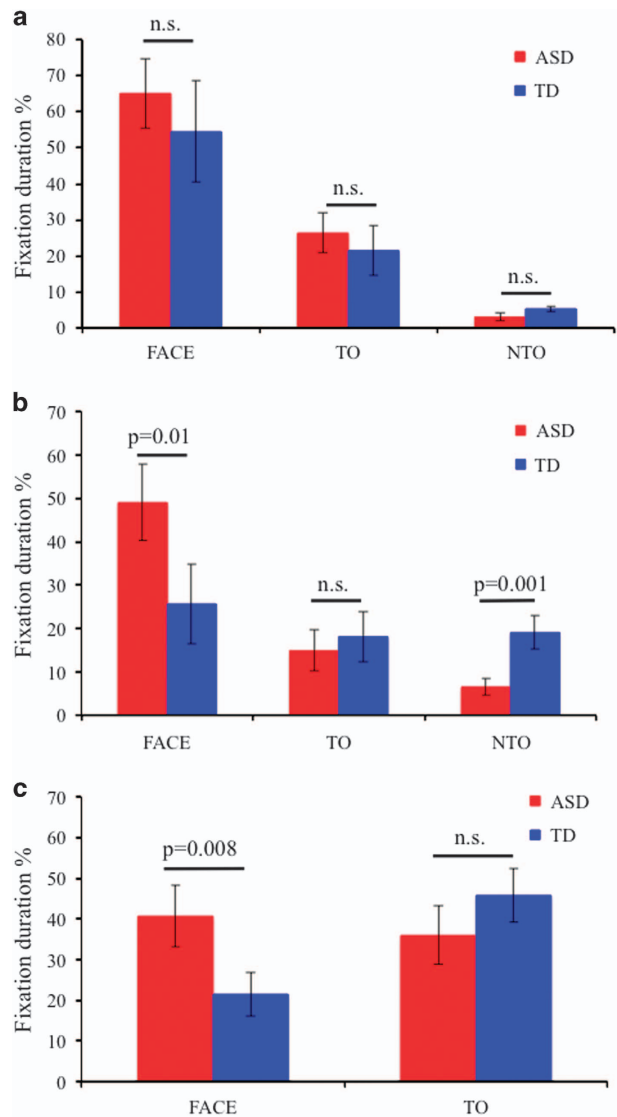 a
n.s.
80
70
60
50
40
30
20
10
0
Fixation duration %
n.s.
n.s.
ASD
TD
FACE TO NTO
b
70
60
50
40
30
20
10
0
Fixation duration %
p=0.01
n.s.
p=0.001
ASD
TD
FACE TO NTO
c
70
60
50
40
30
20
10
0
Fixation duration %
p=0.008
n.s.
ASD
TD
FACE TO